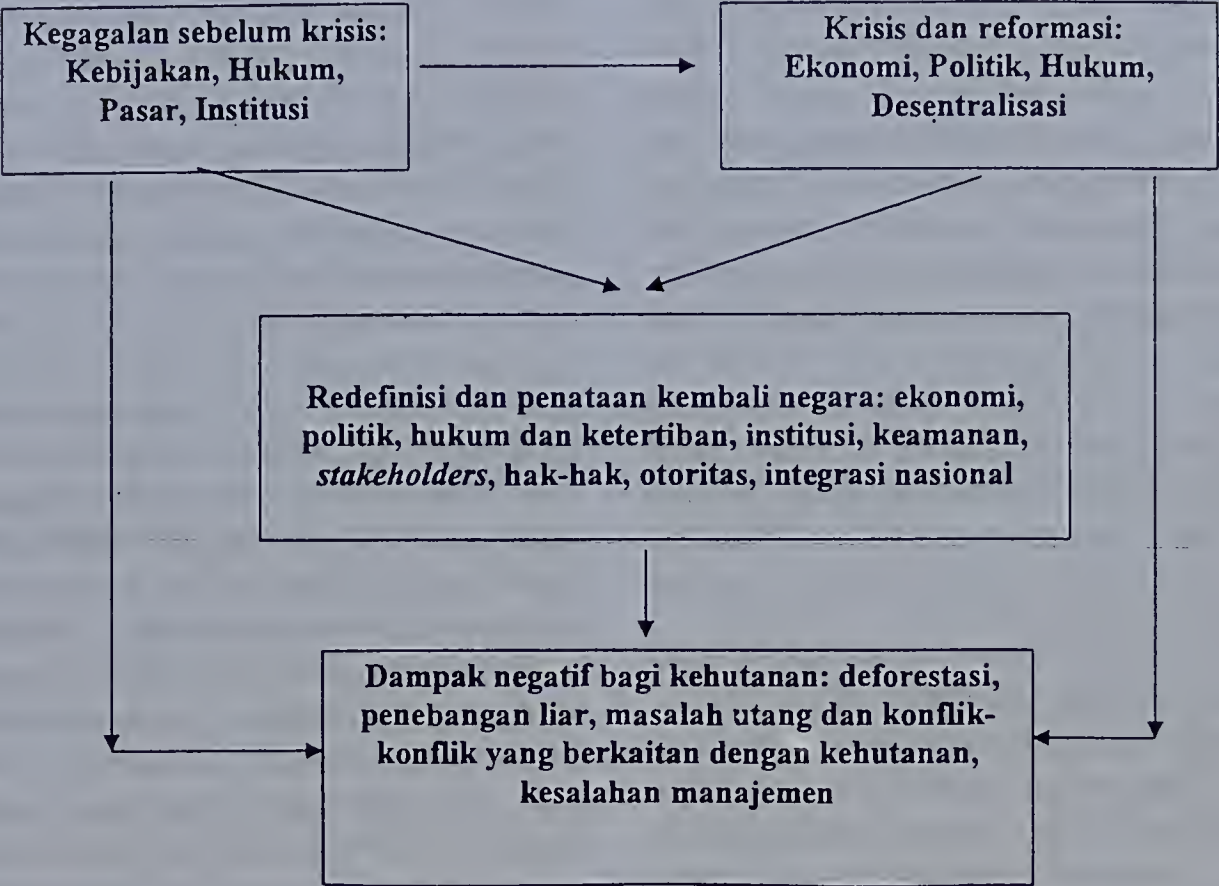 Kegagalan sebelum krisis:
Kebijakan, Hukum,
Pasar, Institusi
Krisis dan reformasi:
Ekonomi, Politik, Hukum,
Desentralisasi
Redefinisi dan penataan kembali negara: ekonomi,
politik, hukum dan ketertiban, institusi, keamanan,
stakeholders, hak-hak, otoritas, integrasi nasional
Dampak negatif bagi kehutanan: deforestasi,
penebangan liar, masalah utang dan konflik-
konflik yang berkaitan dengan kehutanan,
kesalahan manajemen